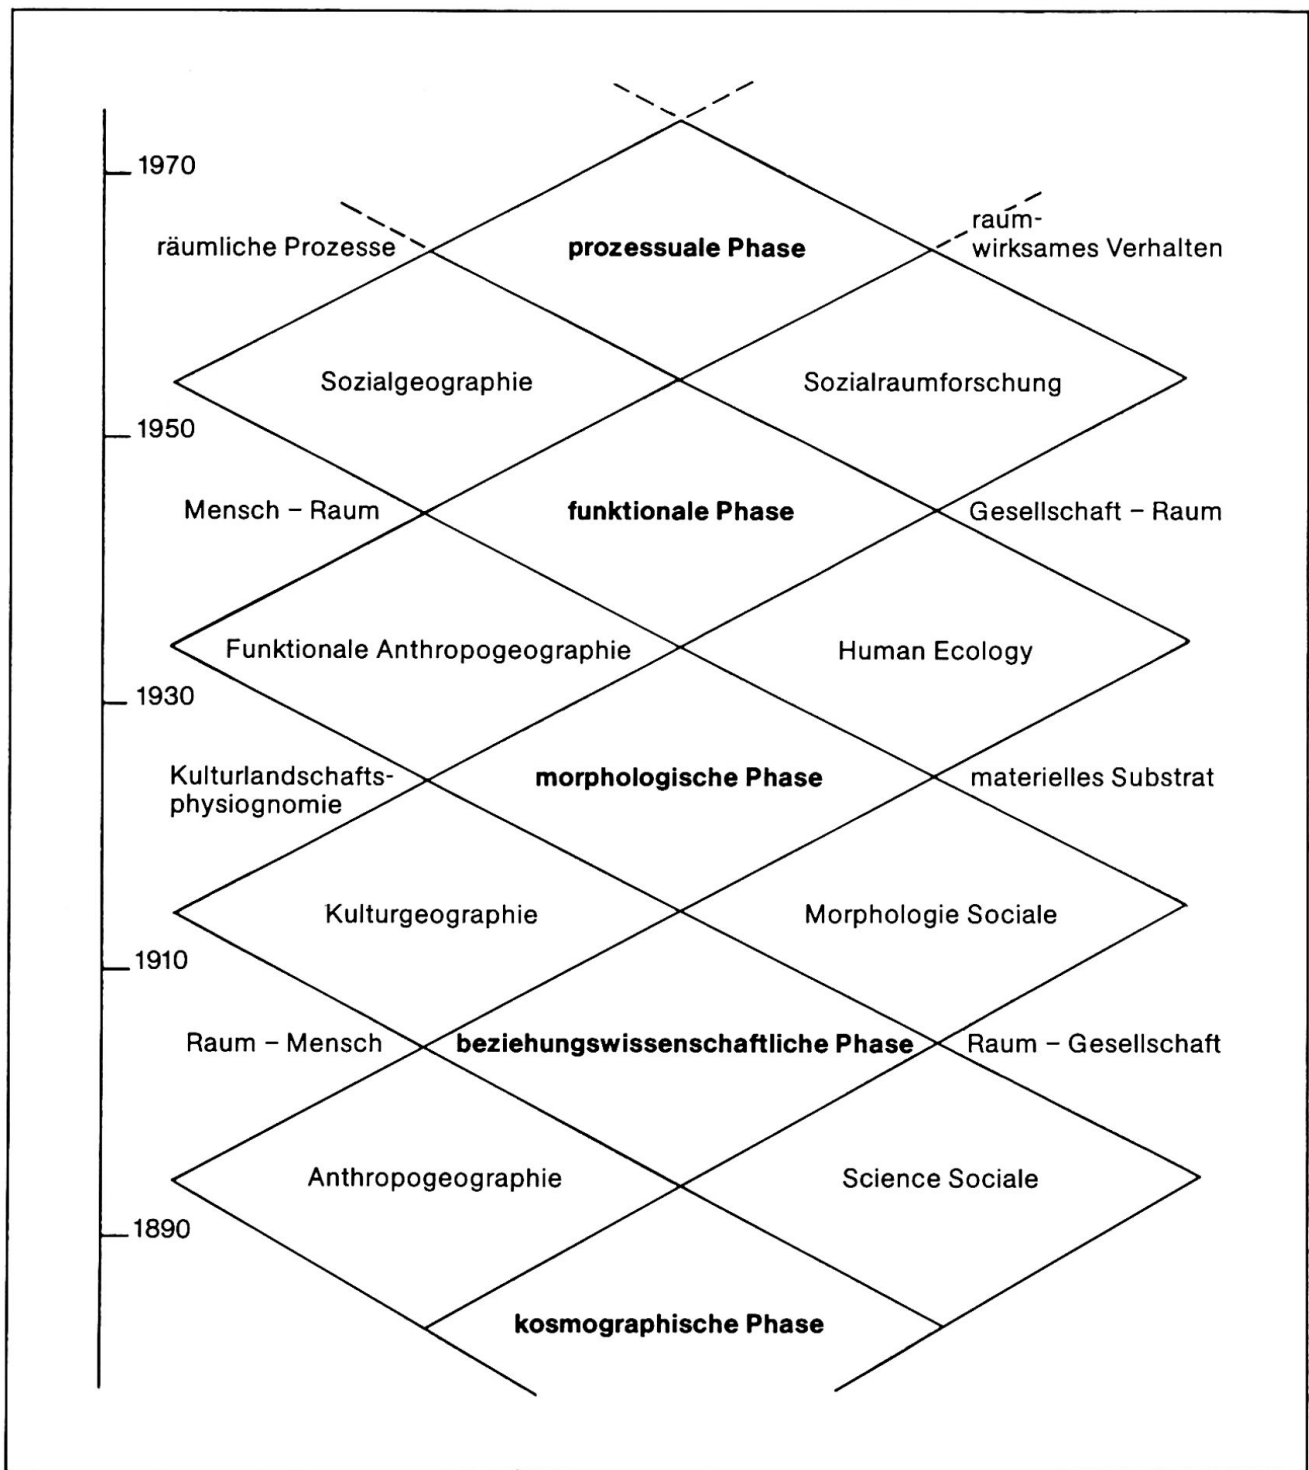 1970
räumliche Prozesse
prozessuale Phase
raum-
wirksames Verhalten
Sozialgeographie
Sozialraumforschung
1950
Mensch – Raum
funktionale Phase
Gesellschaft – Raum
Funktionale Anthropogeographie
Human Ecology
1930
Kulturlandschafts-
physiognomie
morphologische Phase
materielles Substrat
Kulturgeographie
Morphologie Sociale
1910
Raum – Mensch
beziehungswissenschaftliche Phase
Raum – Gesellschaft
Anthropogeographie
Science Sociale
1890
kosmographische Phase